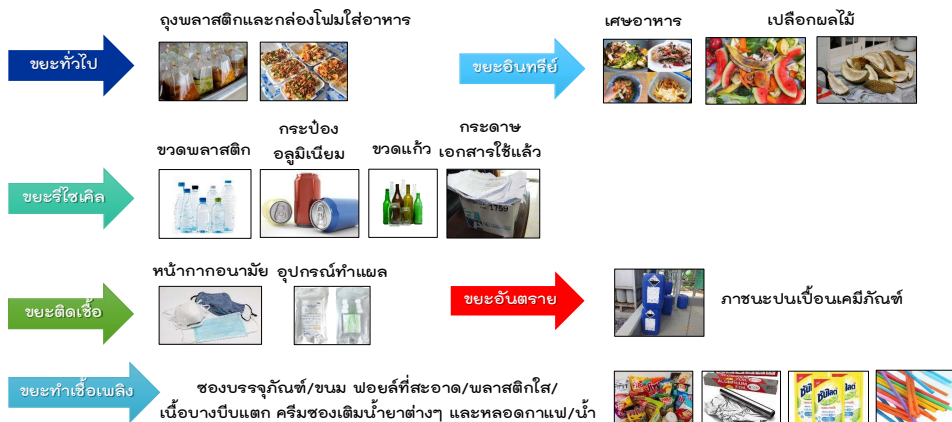 ถุงพลาสติกและกล่องโฟมใส่อาหาร
ขยะทั่วไป
เศษอาหาร
เปลือกผลไม้
ขยะอินทรีย์
ขวดพลาสติก
กระป๋อง
อลูมิเนียม
ขวดแก้ว
กระดาษ
เอกสารใช้แล้ว
ขยะรีไซเคิล
1759
หน้ากากอนามัย
อุปกรณ์ทำแผล
ขยะติดเชื้อ
ขยะอันตราย
ภาชนะปนเปื้อนเคมีภัณฑ์
ขยะทำเชื้อเพลิง
ซองบรรจุภัณฑ์/ขนม ฟอยล์ที่สะอาด/พลาสติกใส/
เนื้อบางบีบแตก ครีมซองเติมน้ำยาต่างๆ และหลอดกาแฟ/น้ำ
ซันไลต์